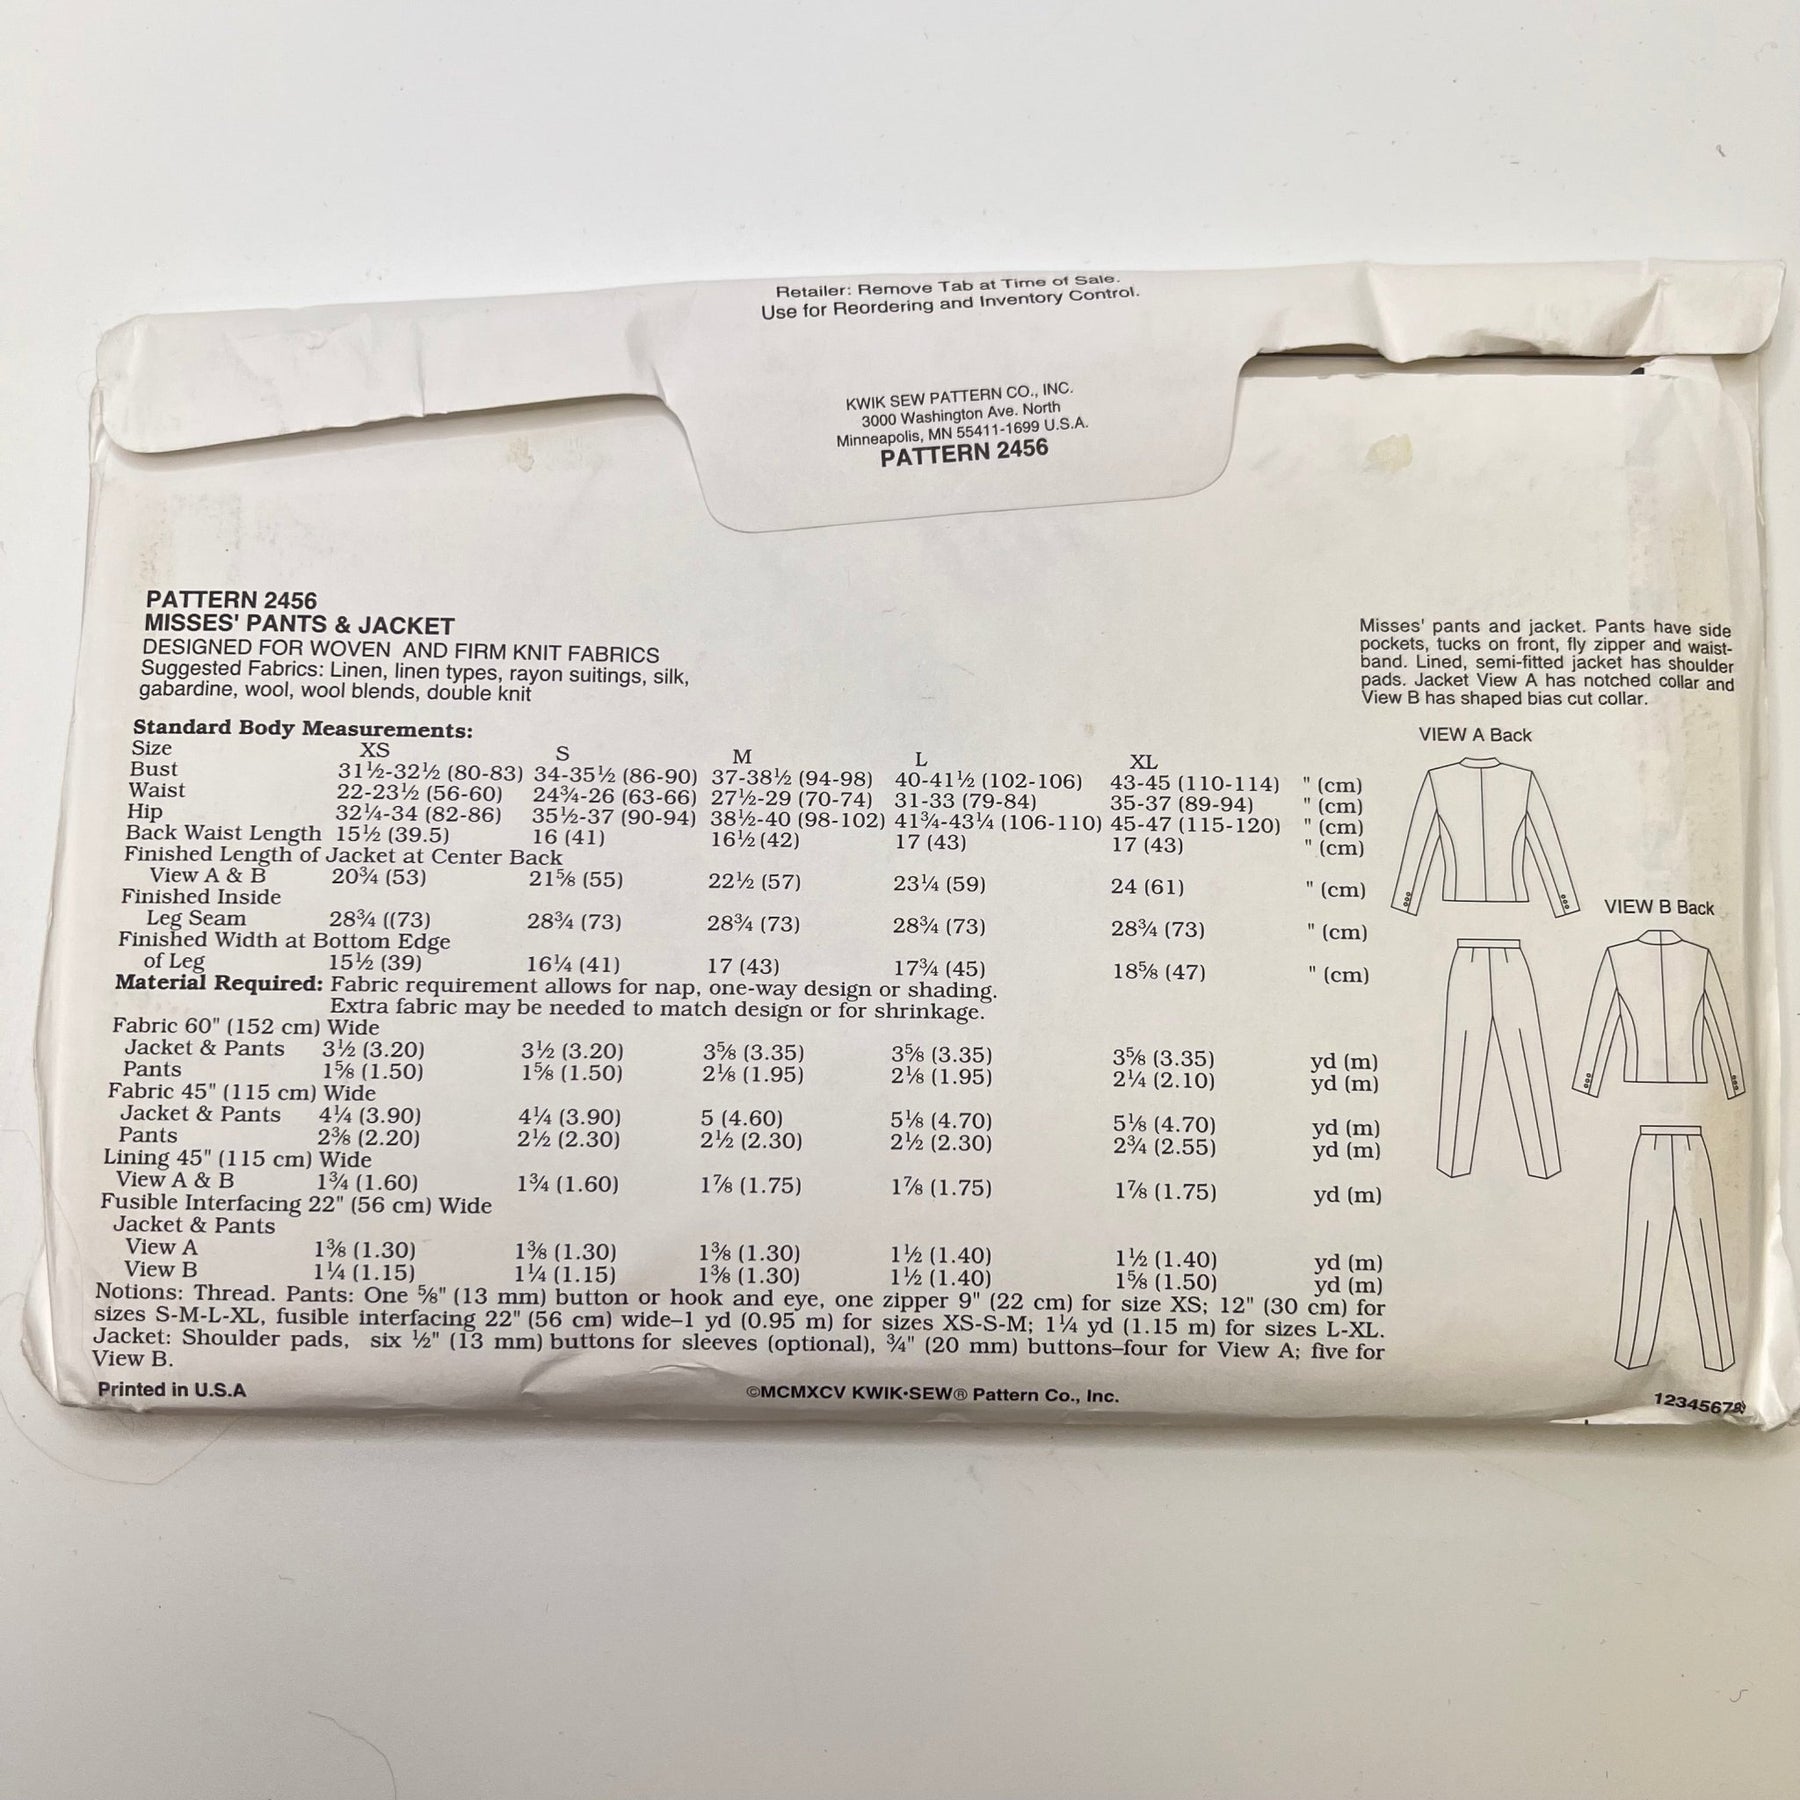 Retailer: Remove Tab at Time of Sale.
Use for Reordering and Inventory Control.
KWIK SEW PATTERN CO., INC.
3000 Washington Ave. North
Minneapolis, MN 55411-1699 U.S.A.
PATTERN 2456
PATTERN 2456
MISSES' PANTS & JACKET
DESIGNED FOR WOVEN AND FIRM KNIT FABRICS
Suggested Fabrics: Linen, linen types, rayon suitings, silk,
gabardine, wool, wool blends, double knit
Misses' pants and jacket. Pants have side
pockets, tucks on front, fly zipper and waist-
band. Lined, semi-fitted jacket has shoulder
pads. Jacket View A has notched collar and
View B has shaped bias cut collar.
Standard Body Measurements:
Size XS S M L XL
Bust 31½-32½ (80-83) 34-35½ (86-90) 37-38½ (94-98) 40-41½ (102-106) 43-45 (110-114) " (cm)
Waist 22-23½ (56-60) 24¾-26 (63-66) 27½-29 (70-74) 31-33 (79-84) 35-37 (89-94) " (cm)
Hip 32¼-34 (82-86) 35½-37 (90-94) 38½-40 (98-102) 41¾-43¼ (106-110) 45-47 (115-120) " (cm)
Back Waist Length 15½ (39.5) 16 (41) 16½ (42) 17 (43) 17 (43) " (cm)
Finished Length of Jacket at Center Back
View A & B 20¾ (53) 21⅝ (55) 22½ (57) 23¼ (59) 24 (61) " (cm)
Finished Inside
Leg Seam 28¾ ((73) 28¾ (73) 28¾ (73) 28¾ (73) 28¾ (73) " (cm)
Finished Width at Bottom Edge
of Leg 15½ (39) 16¼ (41) 17 (43) 17¾ (45) 18⅝ (47) " (cm)
Material Required: Fabric requirement allows for nap, one-way design or shading.
Extra fabric may be needed to match design or for shrinkage.
Fabric 60" (152 cm) Wide
Jacket & Pants 3½ (3.20) 3½ (3.20) 3⅝ (3.35) 3⅝ (3.35) 3⅝ (3.35) yd (m)
Pants 1⅝ (1.50) 1⅝ (1.50) 2⅛ (1.95) 2⅛ (1.95) 2¼ (2.10) yd (m)
Fabric 45" (115 cm) Wide
Jacket & Pants 4¼ (3.90) 4¼ (3.90) 5 (4.60) 5⅛ (4.70) 5⅛ (4.70) yd (m)
Pants 2⅜ (2.20) 2½ (2.30) 2½ (2.30) 2½ (2.30) 2¾ (2.55) yd (m)
Lining 45" (115 cm) Wide
View A & B 1¾ (1.60) 1¾ (1.60) 1⅞ (1.75) 1⅞ (1.75) 1⅞ (1.75) yd (m)
Fusible Interfacing 22" (56 cm) Wide
Jacket & Pants
View A 1⅜ (1.30) 1⅜ (1.30) 1⅜ (1.30) 1½ (1.40) 1½ (1.40) yd (m)
View B 1¼ (1.15) 1¼ (1.15) 1⅜ (1.30) 1½ (1.40) 1⅝ (1.50) yd (m)
Notions: Thread. Pants: One ⅝" (13 mm) button or hook and eye, one zipper 9" (22 cm) for size XS; 12" (30 cm) for
sizes S-M-L-XL, fusible interfacing 22" (56 cm) wide–1 yd (0.95 m) for sizes XS-S-M; 1¼ yd (1.15 m) for sizes L-XL.
Jacket: Shoulder pads, six ½" (13 mm) buttons for sleeves (optional), ¾" (20 mm) buttons–four for View A; five for
View B.
VIEW A Back
VIEW B Back
Printed in U.S.A
©MCMXCV KWIK•SEW® Pattern Co., Inc.
123456789